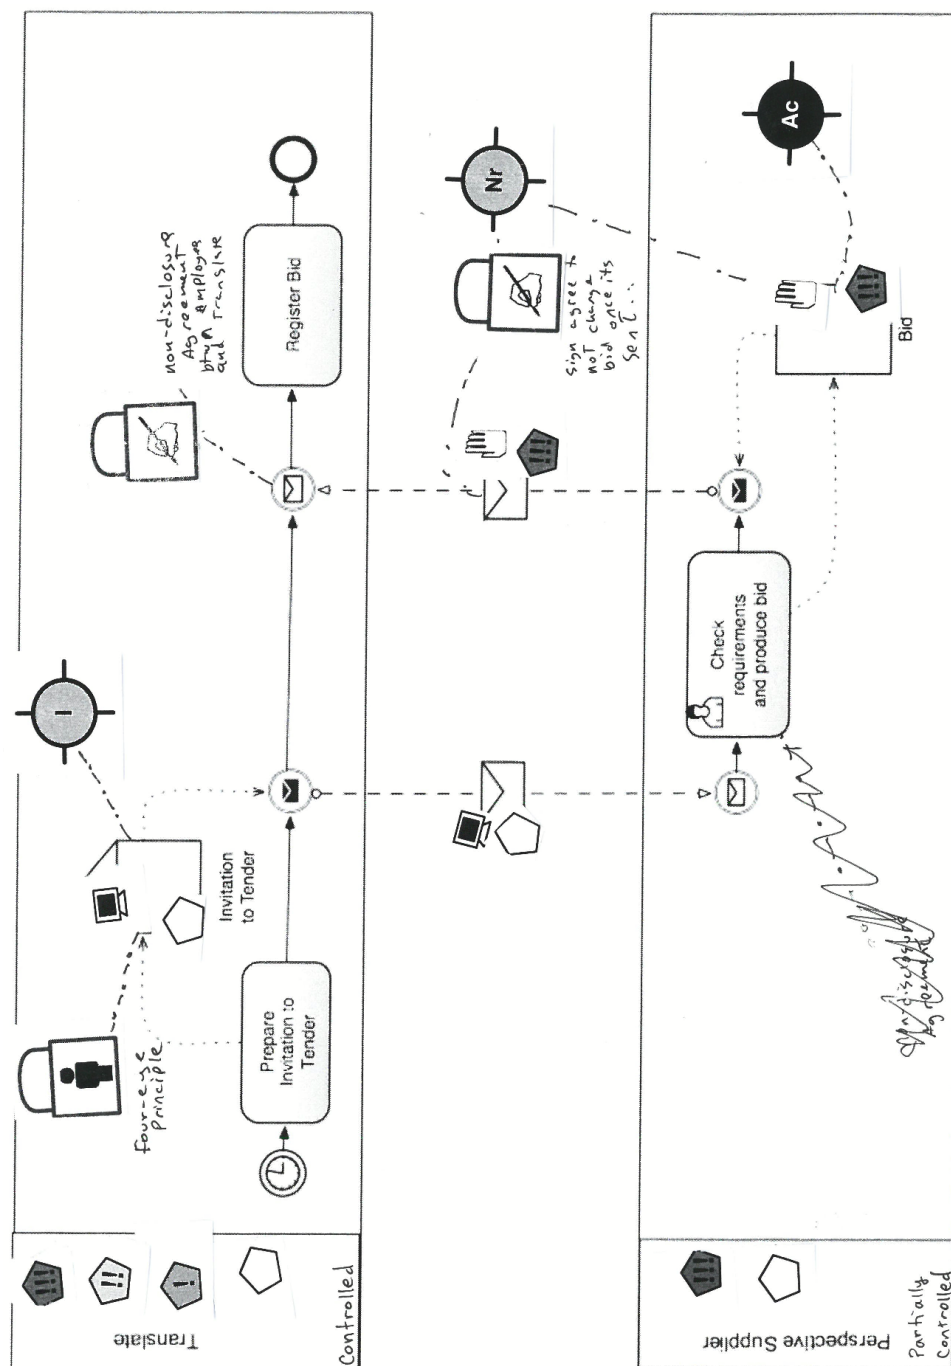 Translate
Controlled
!!!
!!
!
Prepare
Invitation to
Tender
four-eye
Principle
Invitation
to Tender
I
non-disclosure
Agreement
btwn employee
and Translate
Register Bid
sign agree to
not change
bid once its
sent...
!!!
Nr
Perspective Supplier
Partially
Controlled
!!!
Check
requirements
and produce bid
Bid
!!!
Ac